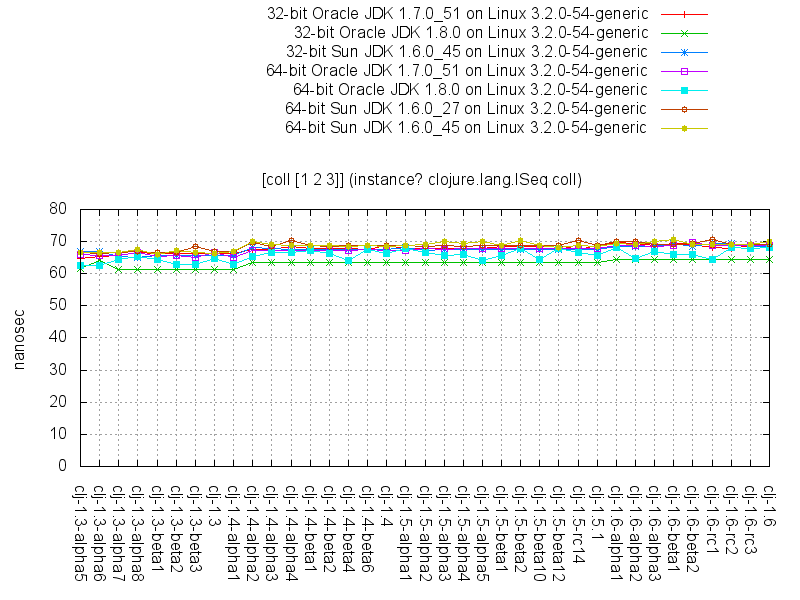 32-bit Oracle JDK 1.7.0_51 on Linux 3.2.0-54-generic
32-bit Oracle JDK 1.8.0 on Linux 3.2.0-54-generic
32-bit Sun JDK 1.6.0_45 on Linux 3.2.0-54-generic
64-bit Oracle JDK 1.7.0_51 on Linux 3.2.0-54-generic
64-bit Oracle JDK 1.8.0 on Linux 3.2.0-54-generic
64-bit Sun JDK 1.6.0_27 on Linux 3.2.0-54-generic
64-bit Sun JDK 1.6.0_45 on Linux 3.2.0-54-generic
[coll [1 2 3]] (instance? clojure.lang.ISeq coll)
80
70
60
50
40
30
20
10
0
nanosec
clj-1.3-alpha5
clj-1.3-alpha6
clj-1.3-alpha7
clj-1.3-alpha8
clj-1.3-beta1
clj-1.3-beta2
clj-1.3-beta3
clj-1.3
clj-1.4-alpha1
clj-1.4-alpha2
clj-1.4-alpha3
clj-1.4-alpha4
clj-1.4-beta1
clj-1.4-beta2
clj-1.4-beta4
clj-1.4-beta6
clj-1.4
clj-1.5-alpha1
clj-1.5-alpha2
clj-1.5-alpha3
clj-1.5-alpha4
clj-1.5-alpha5
clj-1.5-beta1
clj-1.5-beta2
clj-1.5-beta10
clj-1.5-beta12
clj-1.5-rc14
clj-1.5.1
clj-1.6-alpha1
clj-1.6-alpha2
clj-1.6-alpha3
clj-1.6-beta1
clj-1.6-beta2
clj-1.6-rc1
clj-1.6-rc2
clj-1.6-rc3
clj-1.6